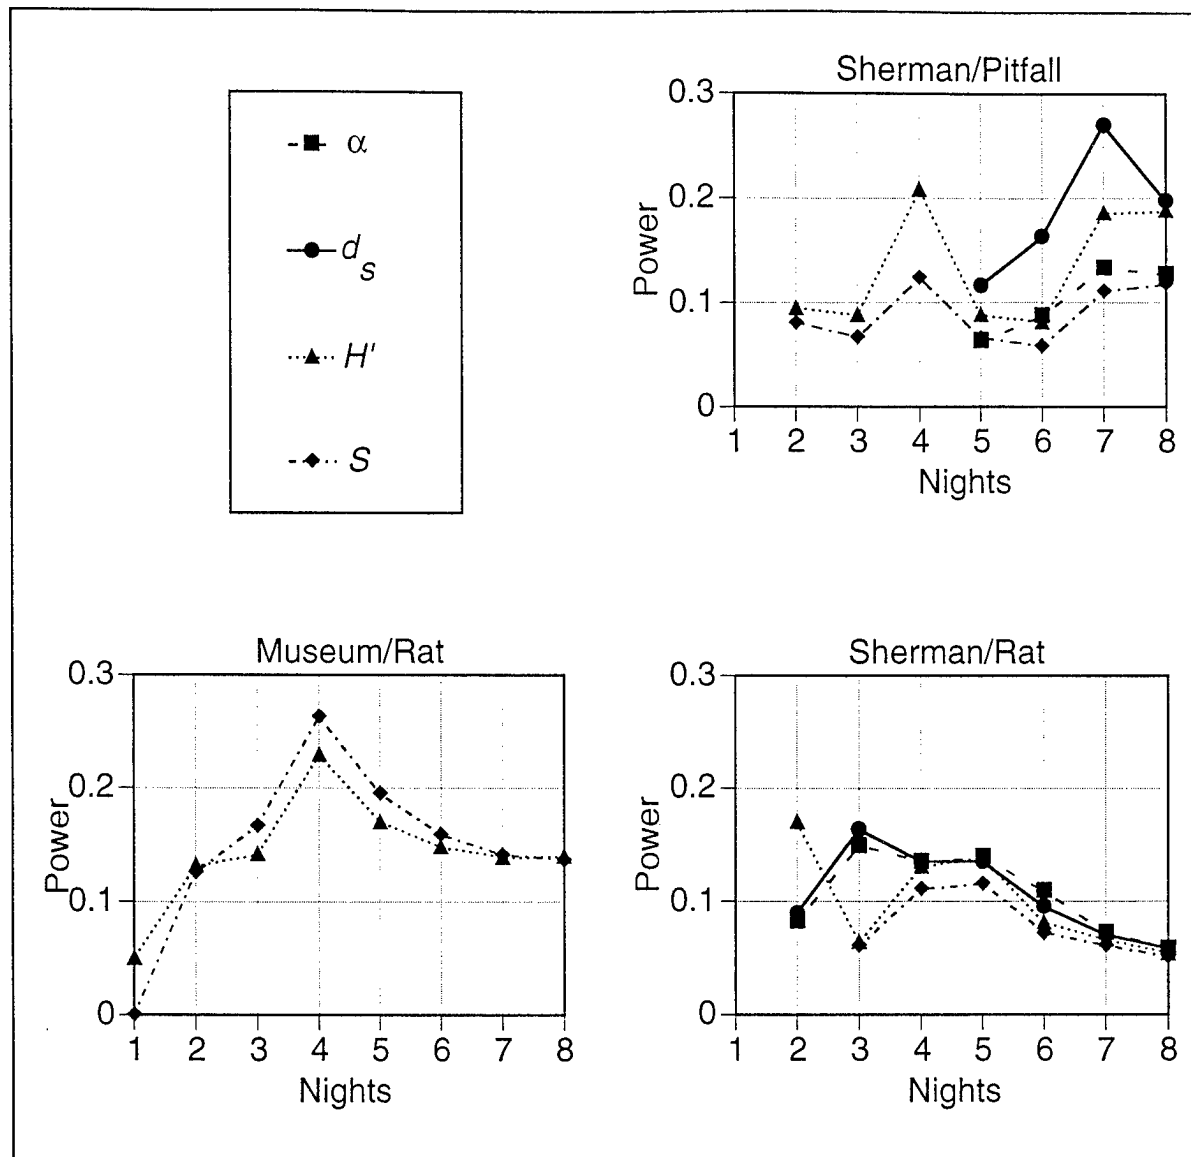 α
d_s
H'
S
Sherman/Pitfall
0.3
0.2
0.1
0
Power
1 2 3 4 5 6 7 8
Nights
Museum/Rat
0.3
0.2
0.1
0
Power
1 2 3 4 5 6 7 8
Nights
Sherman/Rat
0.3
0.2
0.1
0
Power
1 2 3 4 5 6 7 8
Nights